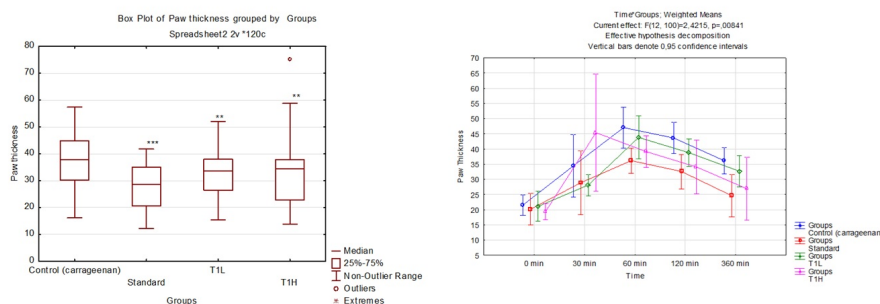 Box Plot of Paw thickness grouped by Groups
Spreadsheet2 2v *120c
80
70
60
50
40
30
20
10
0
Paw thickness
***
**
**
Control (carrageenan)
Standard
T1L
T1H
Groups
Median
25%-75%
Non-Outlier Range
Outliers
Extremes
Time*Groups; Weighted Means
Current effect: F(12, 100)=2,4215, p=,00841
Effective hypothesis decomposition
Vertical bars denote 0,95 confidence intervals
70
65
60
55
50
45
40
35
30
25
20
15
10
5
Paw Thickness
0 min
30 min
60 min
120 min
360 min
Time
Groups
Control (carrageenan)
Groups
Standard
Groups
T1L
Groups
T1H